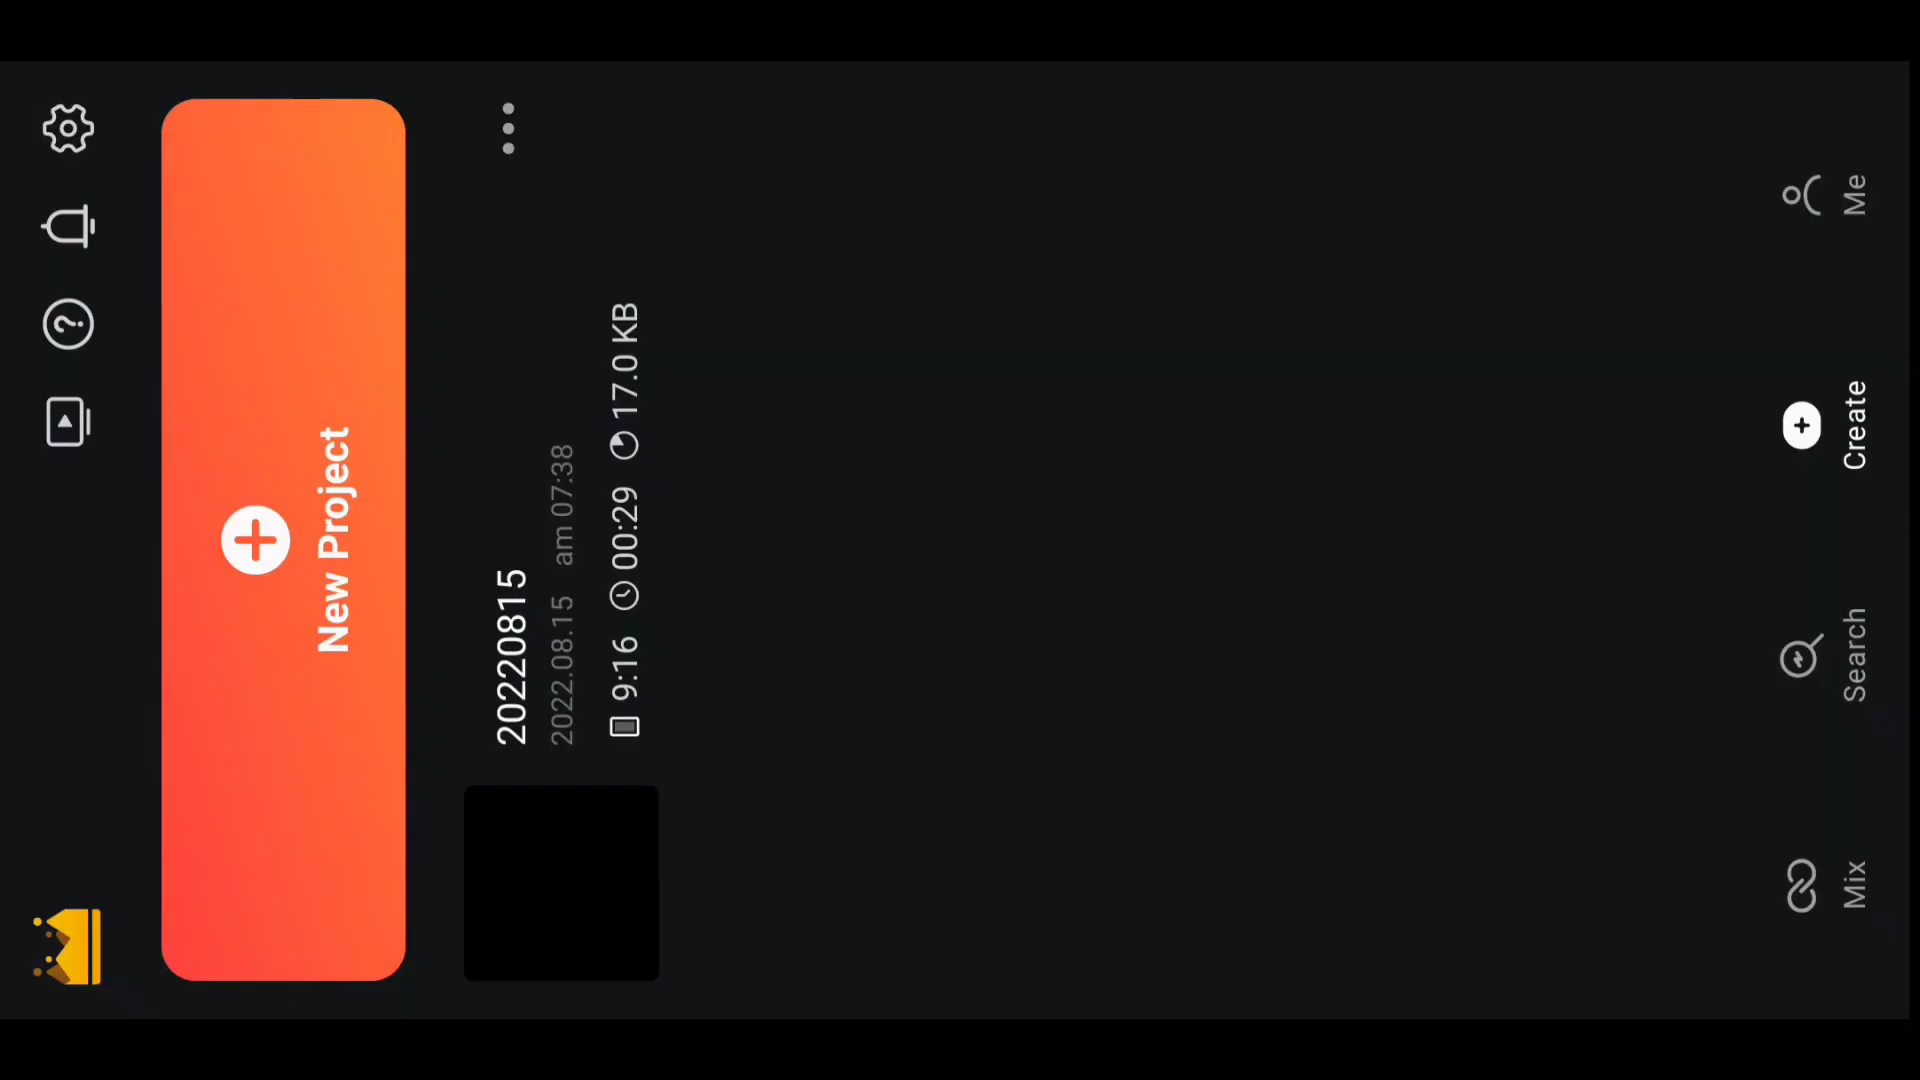 New Project
20220815
2022.08.15 am 07:38
9:16 00:29 17.0 KB
Mix Search Create Me